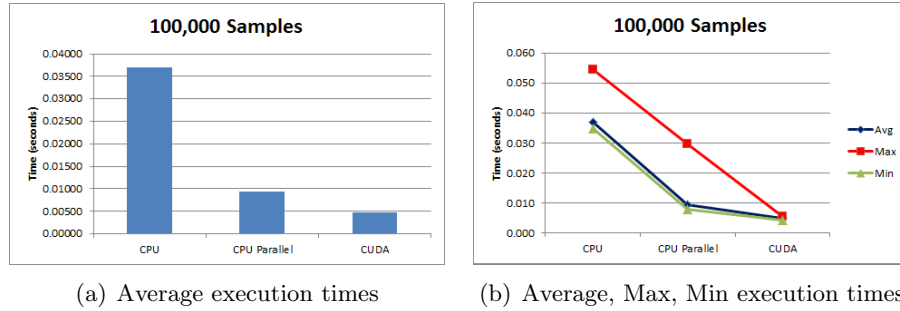 100,000 Samples
0.04000
0.03500
0.03000
0.02500
0.02000
0.01500
0.01000
0.00500
0.00000
Time (seconds)
CPU
CPU Parallel
CUDA
(a) Average execution times
100,000 Samples
0.060
0.050
0.040
0.030
0.020
0.010
0.000
Time (seconds)
CPU
CPU Parallel
CUDA
Avg
Max
Min
(b) Average, Max, Min execution times